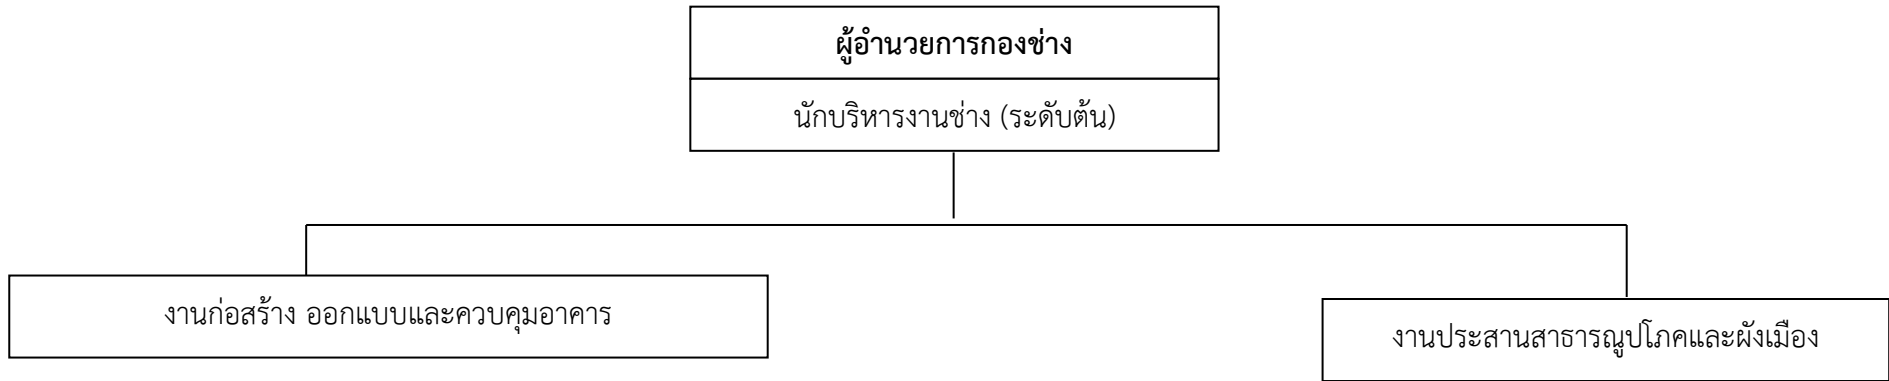 ผู้อำนวยการกองช่าง
นักบริหารงานช่าง (ระดับต้น)
งานก่อสร้าง ออกแบบและควบคุมอาคาร
งานประสานสาธารณูปโภคและผังเมือง